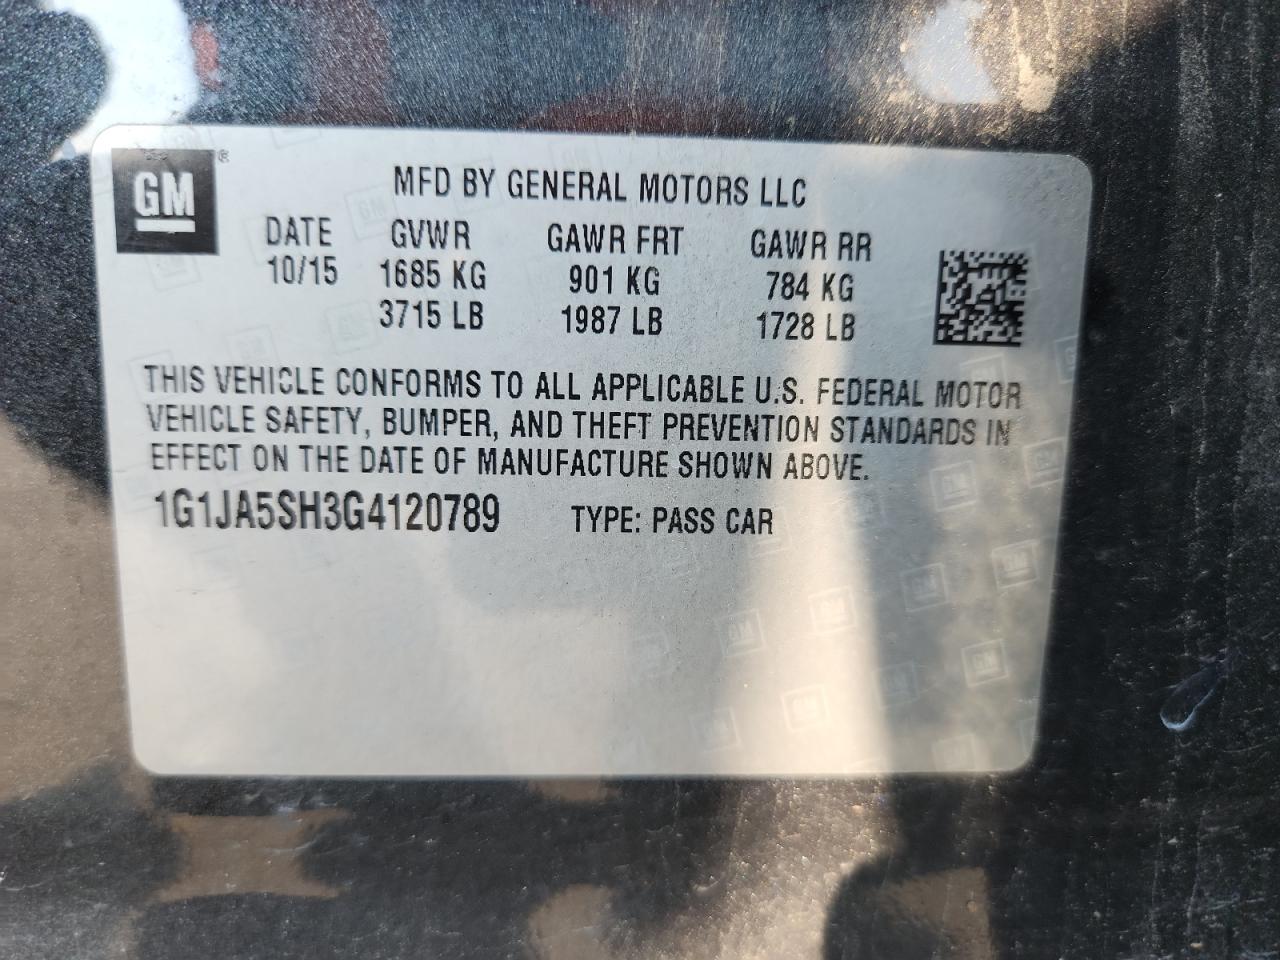 GM ®
MFD BY GENERAL MOTORS LLC
DATE GVWR GAWR FRT GAWR RR
10/15 1685 KG 901 KG 784 KG
3715 LB 1987 LB 1728 LB
THIS VEHICLE CONFORMS TO ALL APPLICABLE U.S. FEDERAL MOTOR
VEHICLE SAFETY, BUMPER, AND THEFT PREVENTION STANDARDS IN
EFFECT ON THE DATE OF MANUFACTURE SHOWN ABOVE.
1G1JA5SH3G4120789 TYPE: PASS CAR